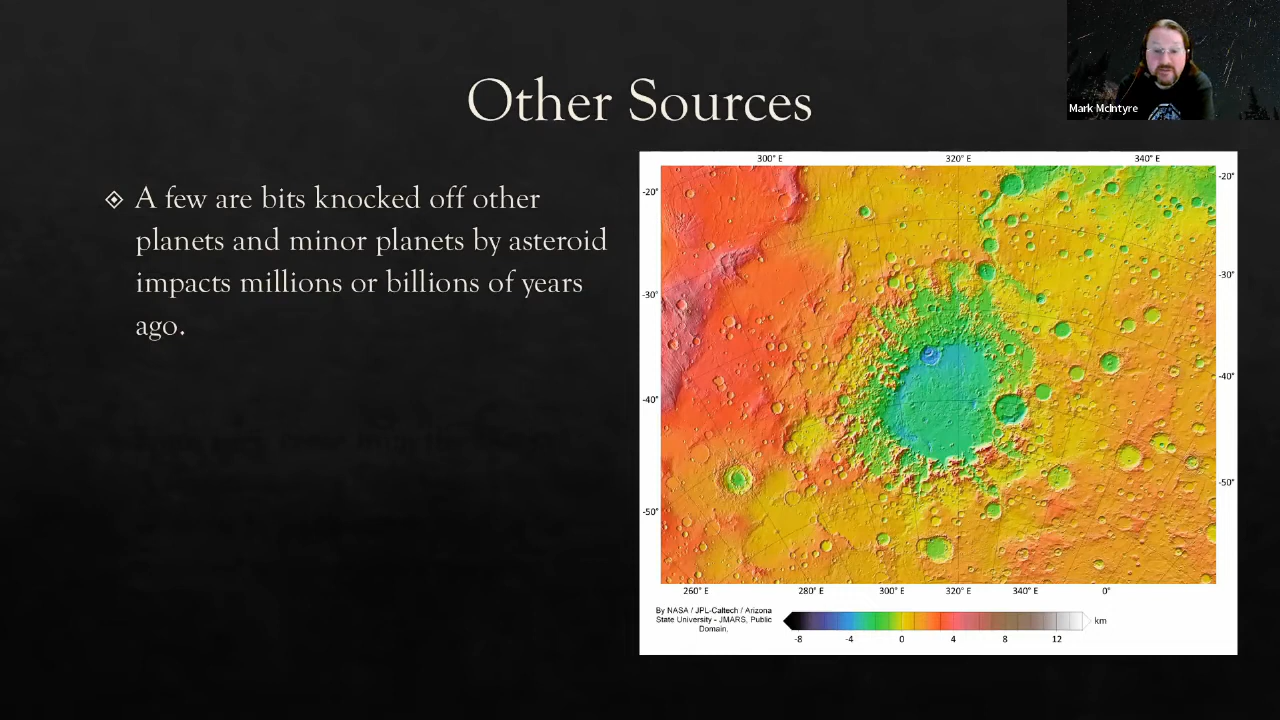 Mark McIntyre
Other Sources
A few are bits knocked off other
planets and minor planets by asteroid
impacts millions or billions of years
ago.
300° E 320° E 340° E
-20° -20°
-30° -30°
-40° -40°
-50° -50°
260° E 280° E 300° E 320° E 340° E 0°
By NASA / JPL-Caltech / Arizona
State University - JMARS, Public
Domain,
km
-8 -4 0 4 8 12